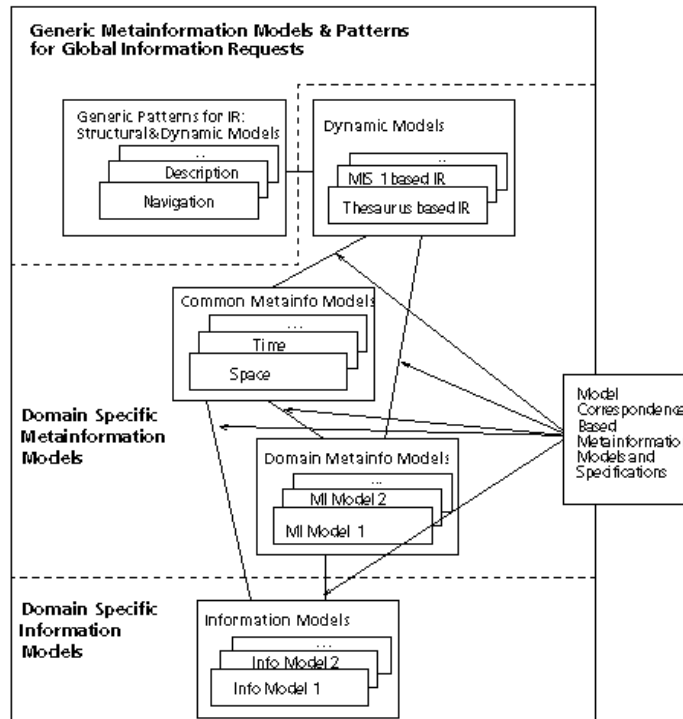 Generic Metainformation Models & Patterns
for Global Information Requests
Generic Patterns for IR:
Structural&Dynamic Models
..
Description
Navigation
Dynamic Models
..
MIS_1 based IR
Thesaurus based IR
Common Metainfo Models
...
Time
Space
Domain Specific
Metainformation
Models
Model
Correspondence
Based
Metainformatio
Models and
Specifications
Domain Metainfo Models
...
MI Model 2
MI Model 1
Domain Specific
Information
Models
Information Models
...
Info Model 2
Info Model 1